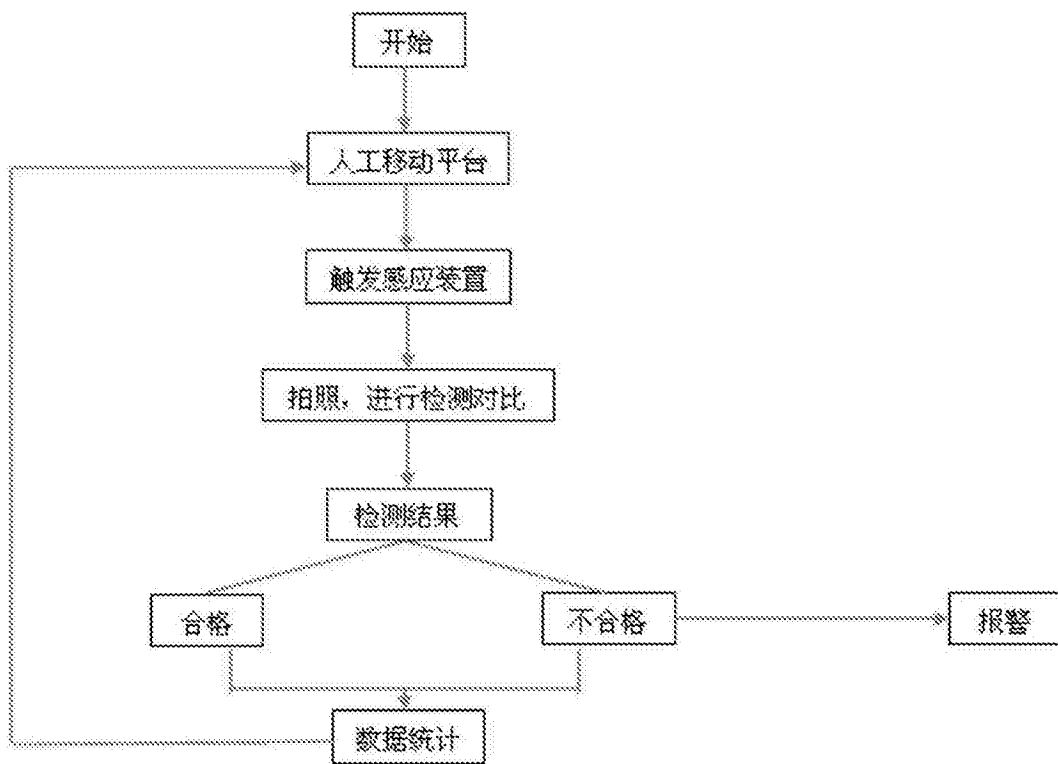 开始
人工移动平台
触发感应装置
拍照，进行检测对比
检测结果
合格
不合格
报警
数据统计